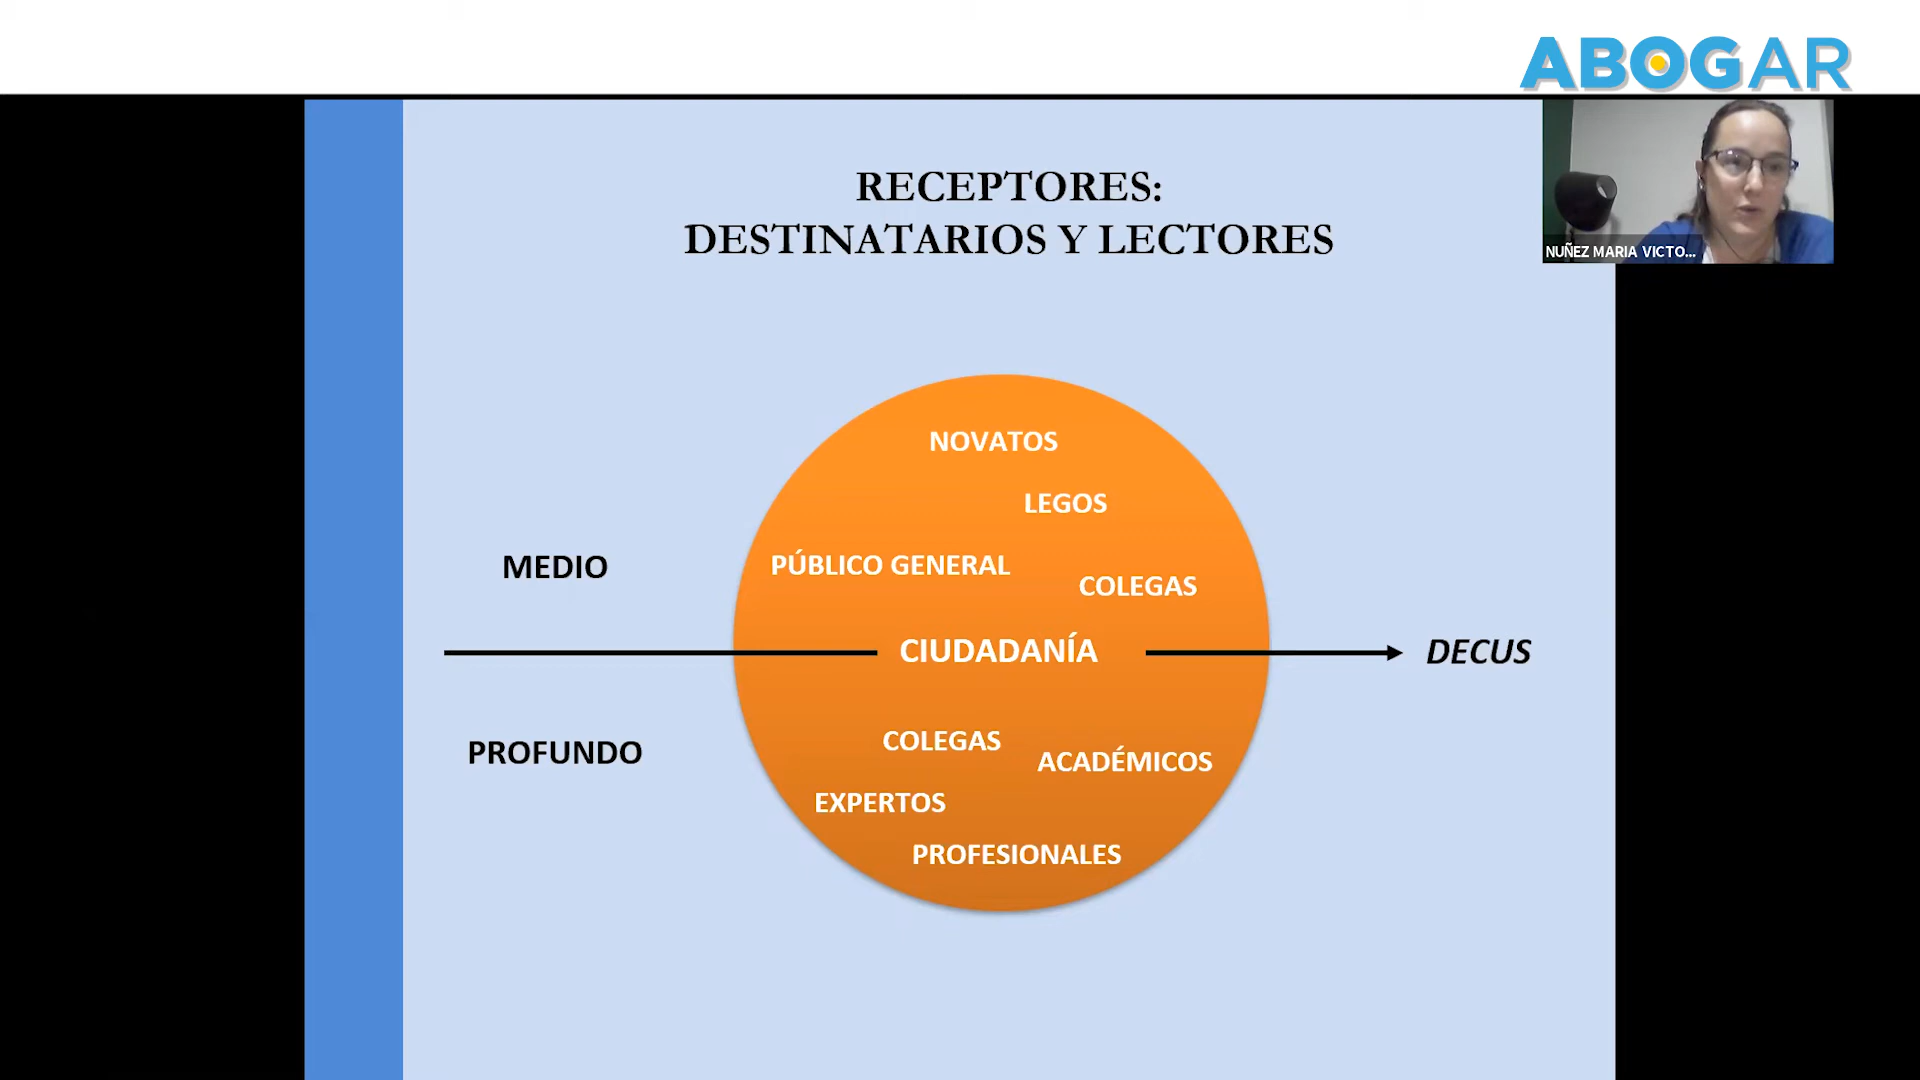 ABOGAR
NUÑEZ MARIA VICTO...
RECEPTORES:
DESTINATARIOS Y LECTORES
NOVATOS
LEGOS
MEDIO
PÚBLICO GENERAL
COLEGAS
CIUDADANÍA
DECUS
PROFUNDO
COLEGAS
ACADÉMICOS
EXPERTOS
PROFESIONALES